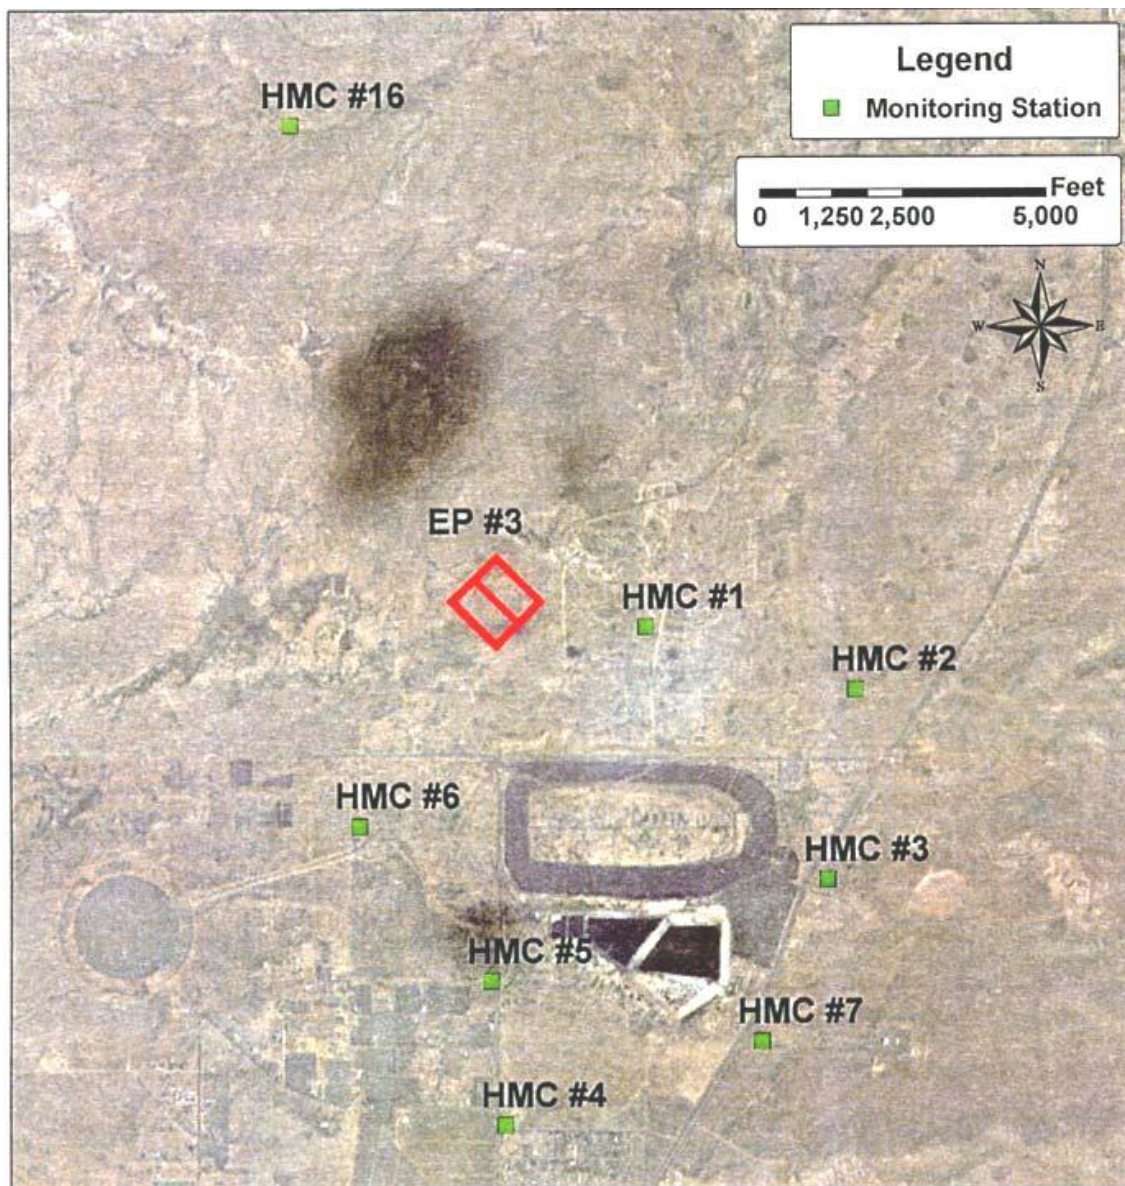 Legend
Monitoring Station
HMC #16
Feet
0 1,250 2,500 5,000
N
W E
S
EP #3
HMC #1
HMC #2
HMC #6
HMC #3
HMC #5
HMC #7
HMC #4